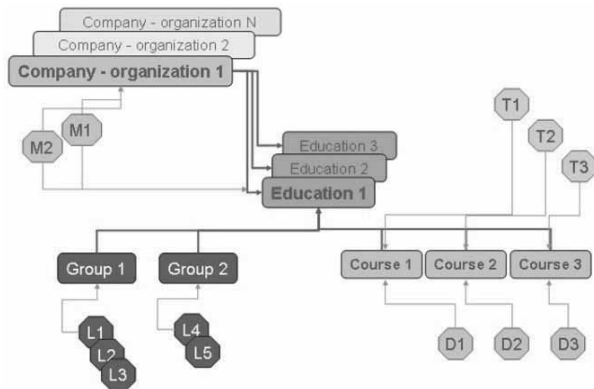 Company - organization N
Company - organization 2
Company - organization 1
T1
M1
T2
M2
Education 3
T3
Education 2
Education 1
Group 1
Group 2
Course 1
Course 2
Course 3
L1
L4
L2
L5
D1
D2
D3
L3